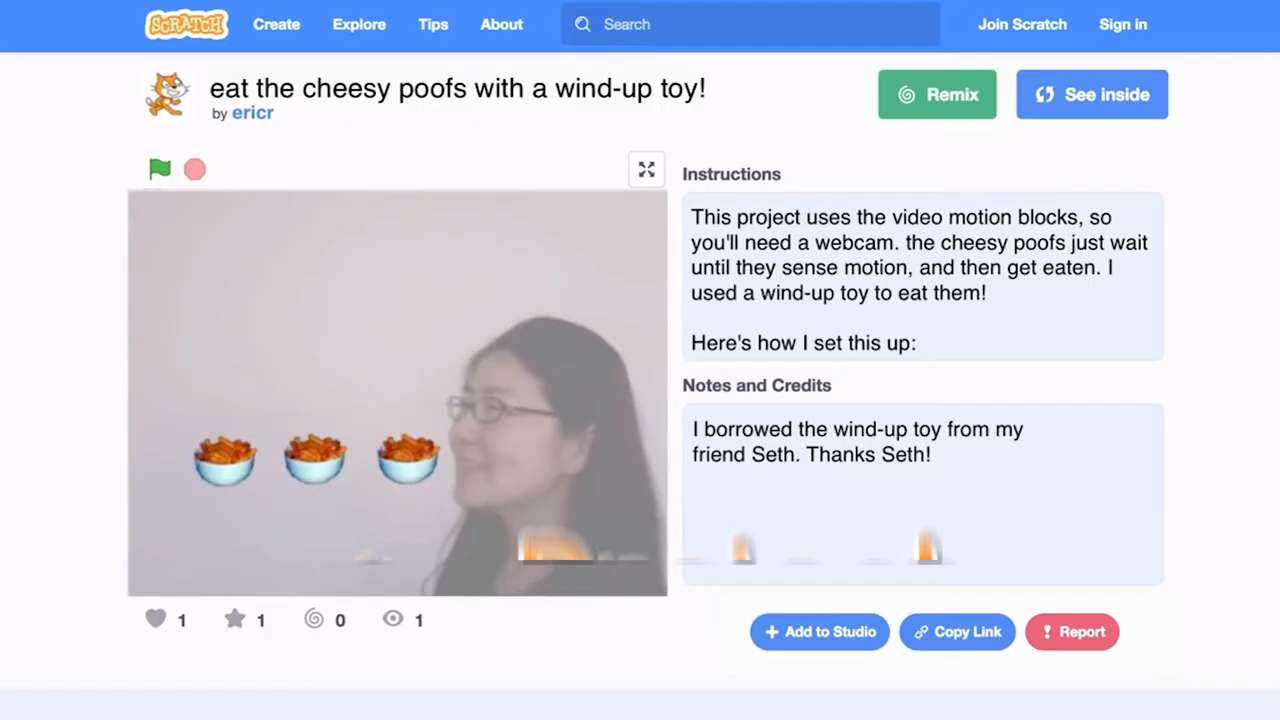 SCRATCH Create Explore Tips About Search Join Scratch Sign in
eat the cheesy poofs with a wind-up toy!
by ericr
Remix
See inside
Instructions
This project uses the video motion blocks, so
you'll need a webcam. the cheesy poofs just wait
until they sense motion, and then get eaten. I
used a wind-up toy to eat them!
Here's how I set this up:
Notes and Credits
I borrowed the wind-up toy from my
friend Seth. Thanks Seth!
1 1 0 1
Add to Studio Copy Link Report